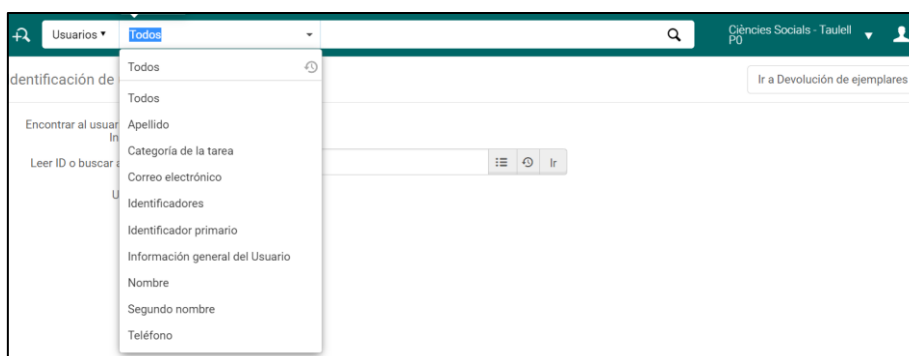 Usuarios
Todos
Ciències Socials - Taulell
P0
Todos
dentificación de
Ir a Devolución de ejemplares
Todos
Encontrar al usuar
Apellido
In
Categoría de la tarea
Leer ID o buscar a
Ir
Correo electrónico
U
Identificadores
Identificador primario
Información general del Usuario
Nombre
Segundo nombre
Teléfono